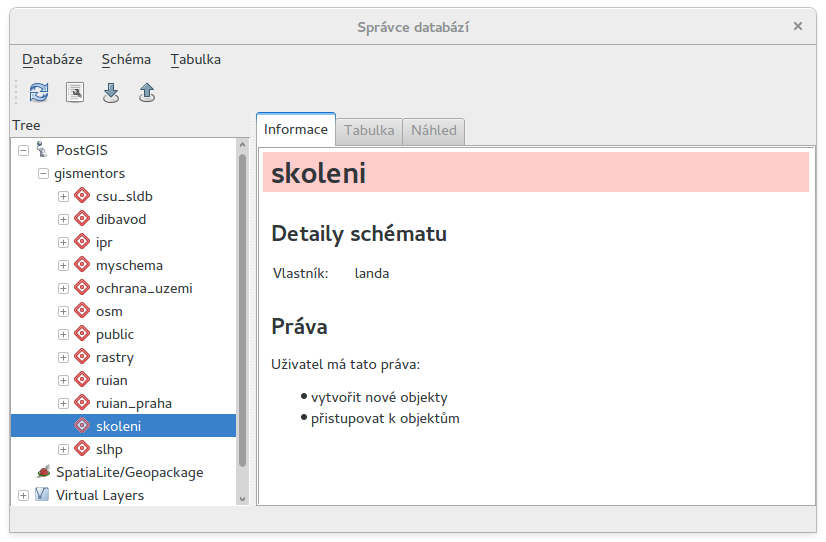 Správce databází
Databáze Schéma Tabulka
Tree
PostGIS
gismentors
csu_sldb
dibavod
ipr
myschema
ochrana_uzemi
osm
public
rastry
ruian
ruian_praha
skoleni
slhp
SpatiaLite/Geopackage
Virtual Layers
Informace Tabulka Náhled
skoleni
Detaily schématu
Vlastník: landa
Práva
Uživatel má tato práva:
• vytvořit nové objekty
• přistupovat k objektům